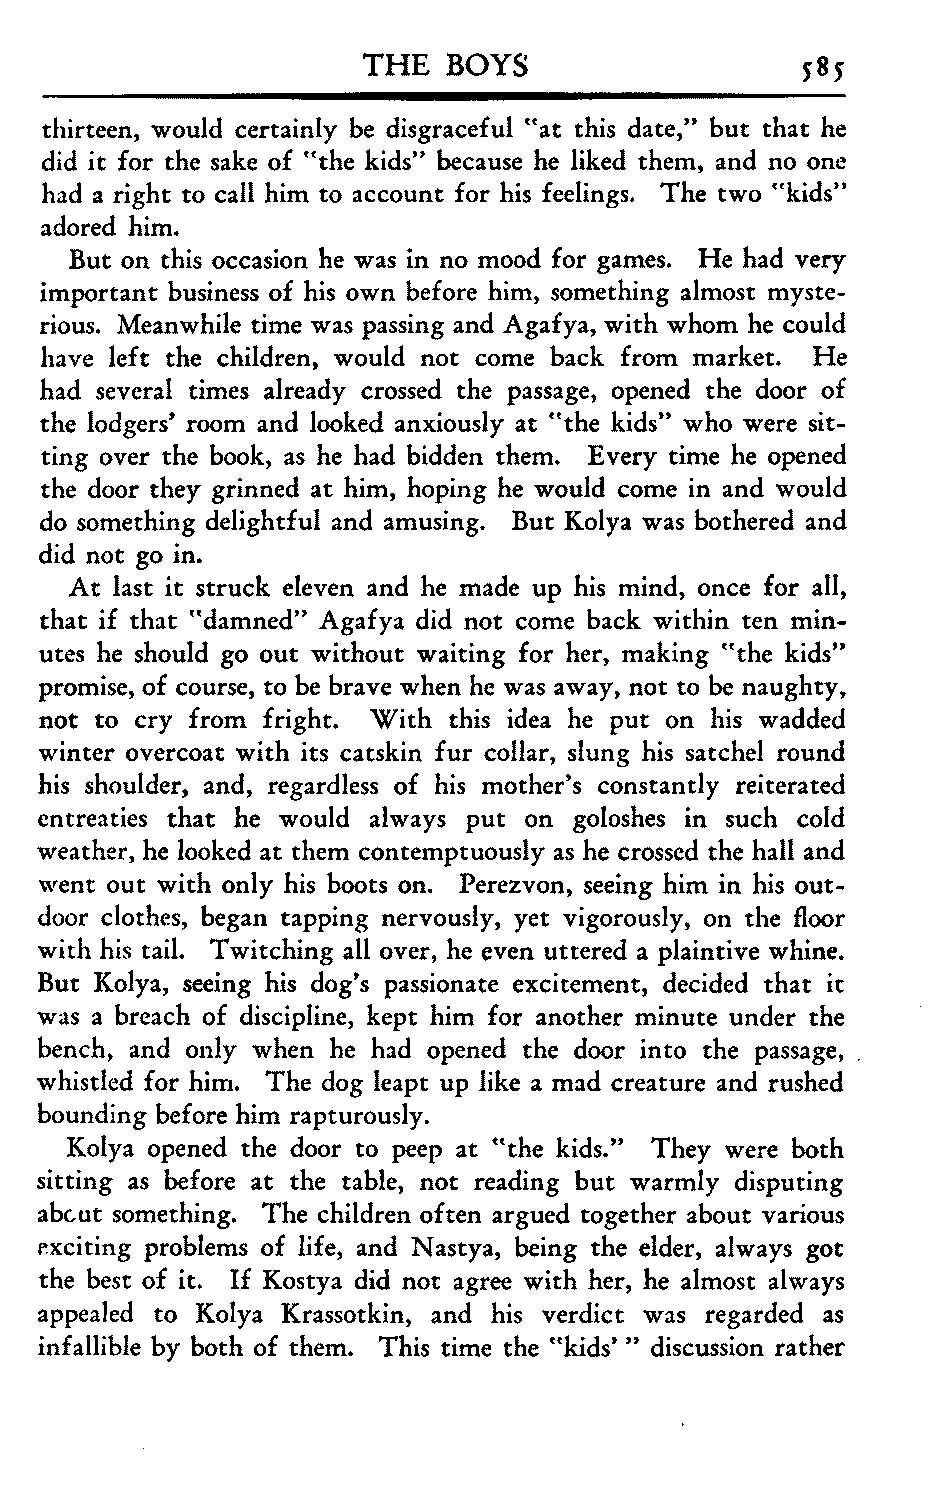 THE BOYS 585
thirteen, would certainly be disgraceful "at this date," but that he
did it for the sake of "the kids" because he liked them, and no one
had a right to call him to account for his feelings. The two "kids"
adored him.
But on this occasion he was in no mood for games. He had very
important business of his own before him, something almost myste-
rious. Meanwhile time was passing and Agafya, with whom he could
have left the children, would not come back from market. He
had several times already crossed the passage, opened the door of
the lodgers' room and looked anxiously at "the kids" who were sit-
ting over the book, as he had bidden them. Every time he opened
the door they grinned at him, hoping he would come in and would
do something delightful and amusing. But Kolya was bothered and
did not go in.
At last it struck eleven and he made up his mind, once for all,
that if that "damned" Agafya did not come back within ten min-
utes he should go out without waiting for her, making "the kids"
promise, of course, to be brave when he was away, not to be naughty,
not to cry from fright. With this idea he put on his wadded
winter overcoat with its catskin fur collar, slung his satchel round
his shoulder, and, regardless of his mother's constantly reiterated
entreaties that he would always put on goloshes in such cold
weather, he looked at them contemptuously as he crossed the hall and
went out with only his boots on. Perezvon, seeing him in his out-
door clothes, began tapping nervously, yet vigorously, on the floor
with his tail. Twitching all over, he even uttered a plaintive whine.
But Kolya, seeing his dog's passionate excitement, decided that it
was a breach of discipline, kept him for another minute under the
bench, and only when he had opened the door into the passage,
whistled for him. The dog leapt up like a mad creature and rushed
bounding before him rapturously.
Kolya opened the door to peep at "the kids." They were both
sitting as before at the table, not reading but warmly disputing
about something. The children often argued together about various
exciting problems of life, and Nastya, being the elder, always got
the best of it. If Kostya did not agree with her, he almost always
appealed to Kolya Krassotkin, and his verdict was regarded as
infallible by both of them. This time the "kids' " discussion rather